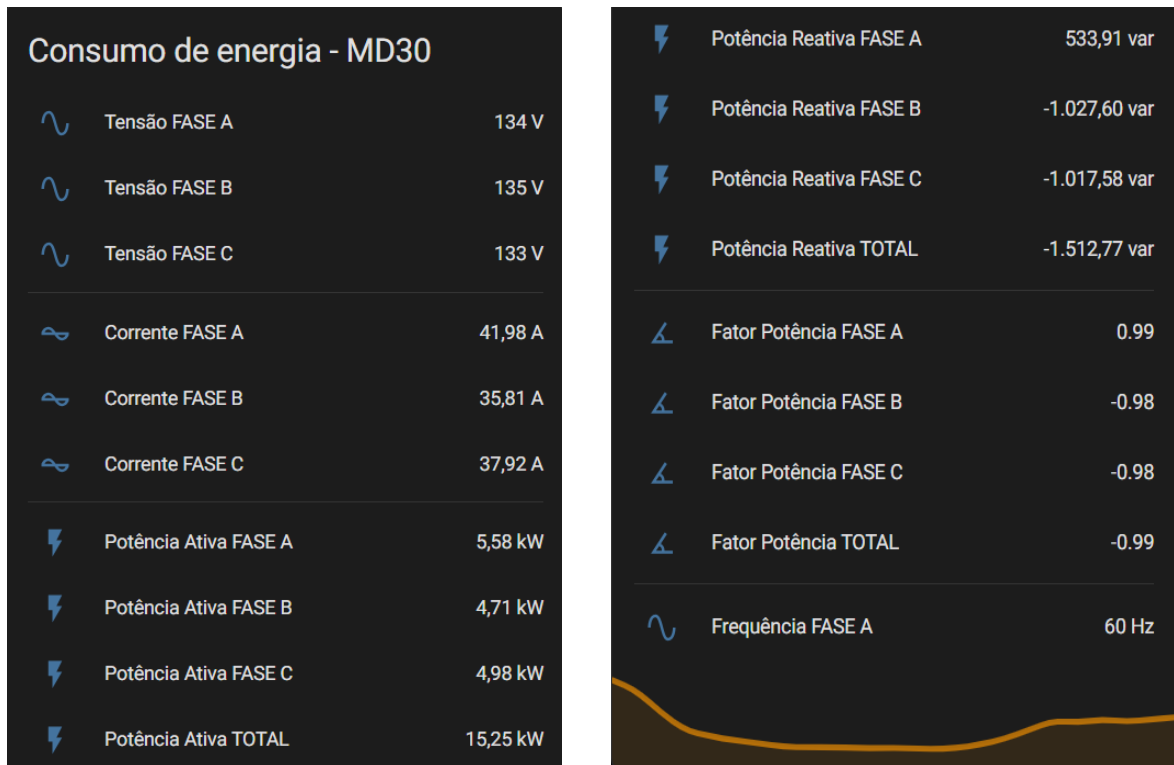 Consumo de energia - MD30
Tensão FASE A 134 V
Tensão FASE B 135 V
Tensão FASE C 133 V
Corrente FASE A 41,98 A
Corrente FASE B 35,81 A
Corrente FASE C 37,92 A
Potência Ativa FASE A 5,58 kW
Potência Ativa FASE B 4,71 kW
Potência Ativa FASE C 4,98 kW
Potência Ativa TOTAL 15,25 kW
Potência Reativa FASE A 533,91 var
Potência Reativa FASE B -1.027,60 var
Potência Reativa FASE C -1.017,58 var
Potência Reativa TOTAL -1.512,77 var
Fator Potência FASE A 0.99
Fator Potência FASE B -0.98
Fator Potência FASE C -0.98
Fator Potência TOTAL -0.99
Frequência FASE A 60 Hz